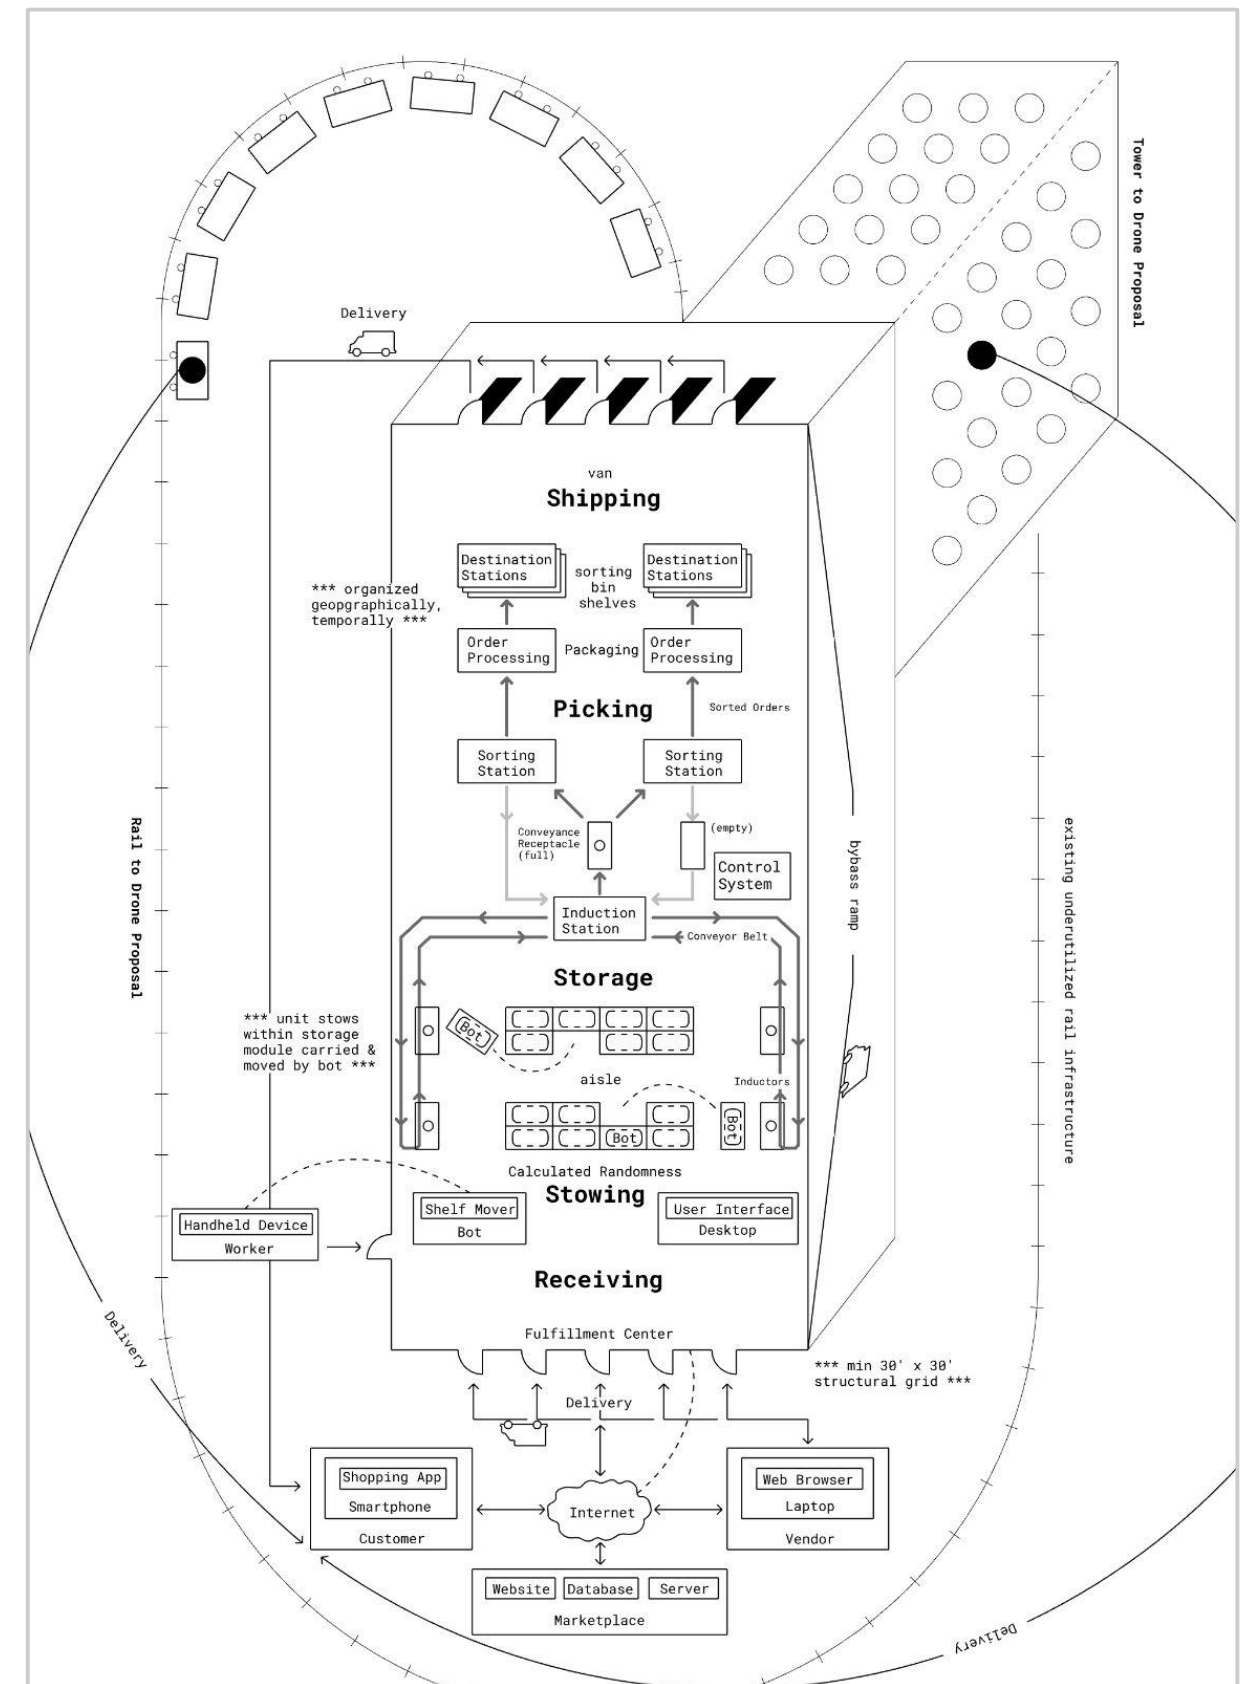 Tower to Drone Proposal
Delivery
van
Shipping
Destination
Stations
sorting
bin
shelves
Destination
Stations
*** organized
geopgraphically,
temporally ***
Order
Processing
Packaging
Order
Processing
Picking
Sorted Orders
Sorting
Station
Sorting
Station
Conveyance
Receptacle
(full)
(empty)
Control
System
Rail to Drone Proposal
bybass ramp
existing underutilized rail infrastructure
Induction
Station
Conveyor Belt
Storage
*** unit stows
within storage
module carried &
moved by bot ***
Bot
aisle
Inductors
Bot
Bot
Calculated Randomness
Stowing
Handheld Device
Worker
Shelf Mover
Bot
User Interface
Desktop
Receiving
Fulfillment Center
Delivery
*** min 30' x 30'
structural grid ***
Delivery
Shopping App
Smartphone
Customer
Internet
Web Browser
Laptop
Vendor
Website
Database
Server
Marketplace
Delivery